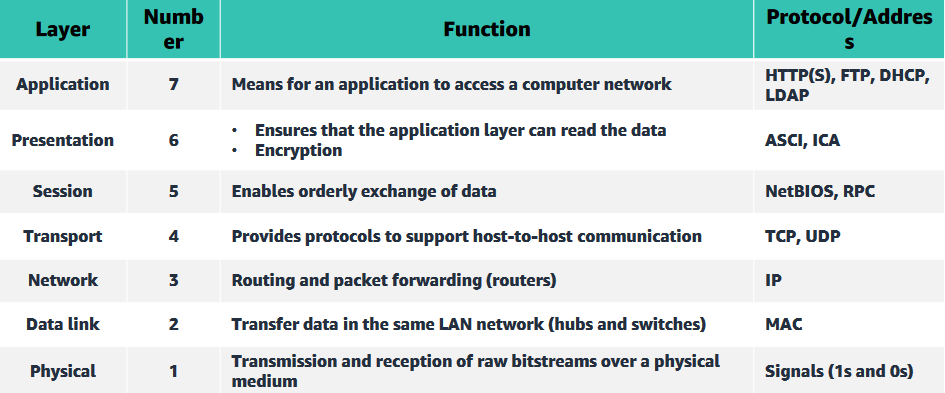 Layer
Numb
er
Function
Protocol/Addres
s
Application
7
Means for an application to access a computer network
HTTP(S), FTP, DHCP,
LDAP
Presentation
6
• Ensures that the application layer can read the data
• Encryption
ASCI, ICA
Session
5
Enables orderly exchange of data
NetBIOS, RPC
Transport
4
Provides protocols to support host-to-host communication
TCP, UDP
Network
3
Routing and packet forwarding (routers)
IP
Data link
2
Transfer data in the same LAN network (hubs and switches)
MAC
Physical
1
Transmission and reception of raw bitstreams over a physical
medium
Signals (1s and 0s)